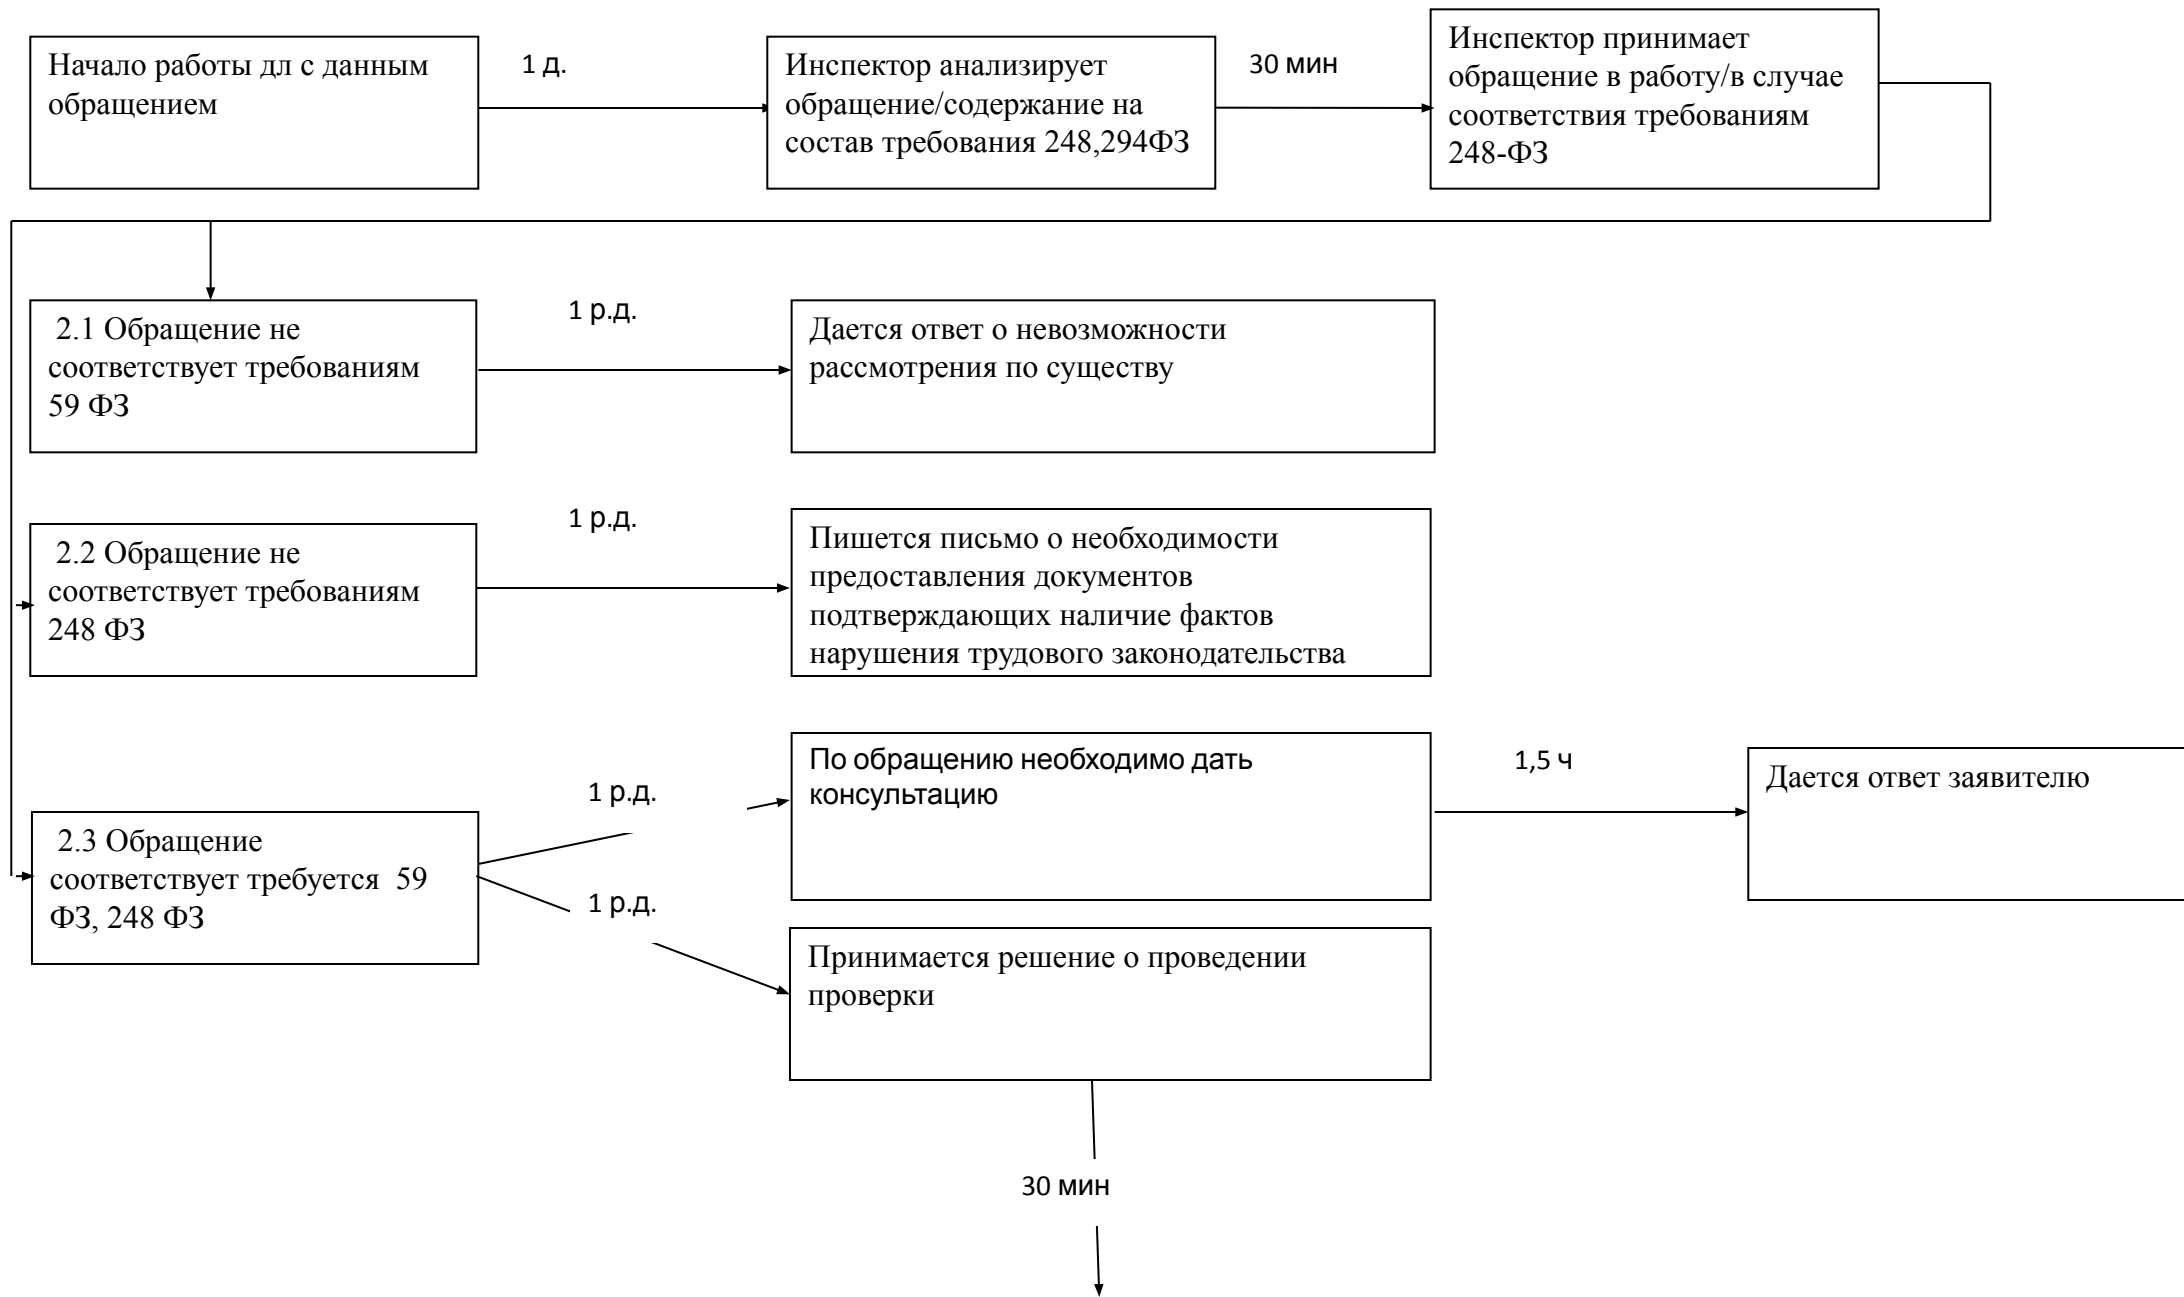 Начало работы дл с данным
обращением
1 д.
Инспектор анализирует
обращение/содержание на
состав требования 248,294ФЗ
30 мин
Инспектор принимает
обращение в работу/в случае
соответствия требованиям
248-ФЗ
2.1 Обращение не
соответствует требованиям
59 ФЗ
1 р.д.
Дается ответ о невозможности
рассмотрения по существу
2.2 Обращение не
соответствует требованиям
248 ФЗ
1 р.д.
Пишется письмо о необходимости
предоставления документов
подтверждающих наличие фактов
нарушения трудового законодательства
2.3 Обращение
соответствует требуется 59
ФЗ, 248 ФЗ
1 р.д.
По обращению необходимо дать
консультацию
1,5 ч
Дается ответ заявителю
1 р.д.
Принимается решение о проведении
проверки
30 мин